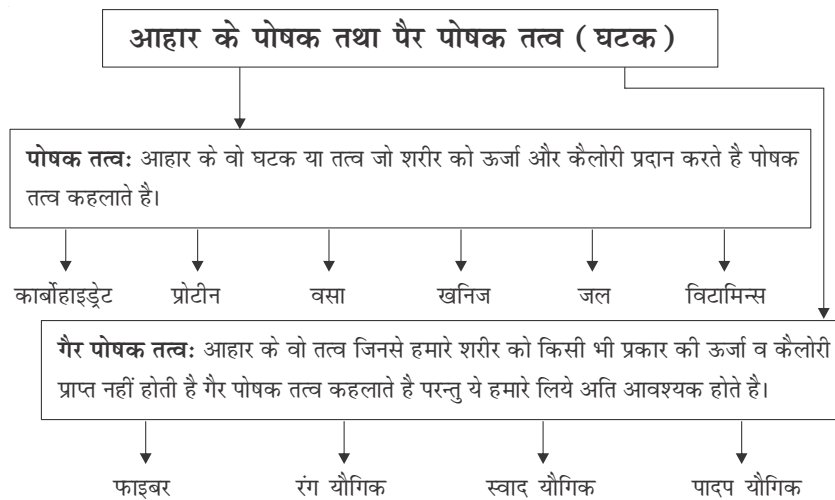 आहार के पोषक तथा पैर पोषक तत्व ( घटक )
पोषक तत्वः आहार के वो घटक या तत्व जो शरीर को ऊर्जा और कैलोरी प्रदान करते है पोषक
तत्व कहलाते है।
कार्बोहाइड्रेट प्रोटीन वसा खनिज जल विटामिन्स
गैर पोषक तत्वः आहार के वो तत्व जिनसे हमारे शरीर को किसी भी प्रकार की ऊर्जा व कैलोरी
प्राप्त नहीं होती है गैर पोषक तत्व कहलाते है परन्तु ये हमारे लिये अति आवश्यक होते है।
फाइबर रंग यौगिक स्वाद यौगिक पादप यौगिक